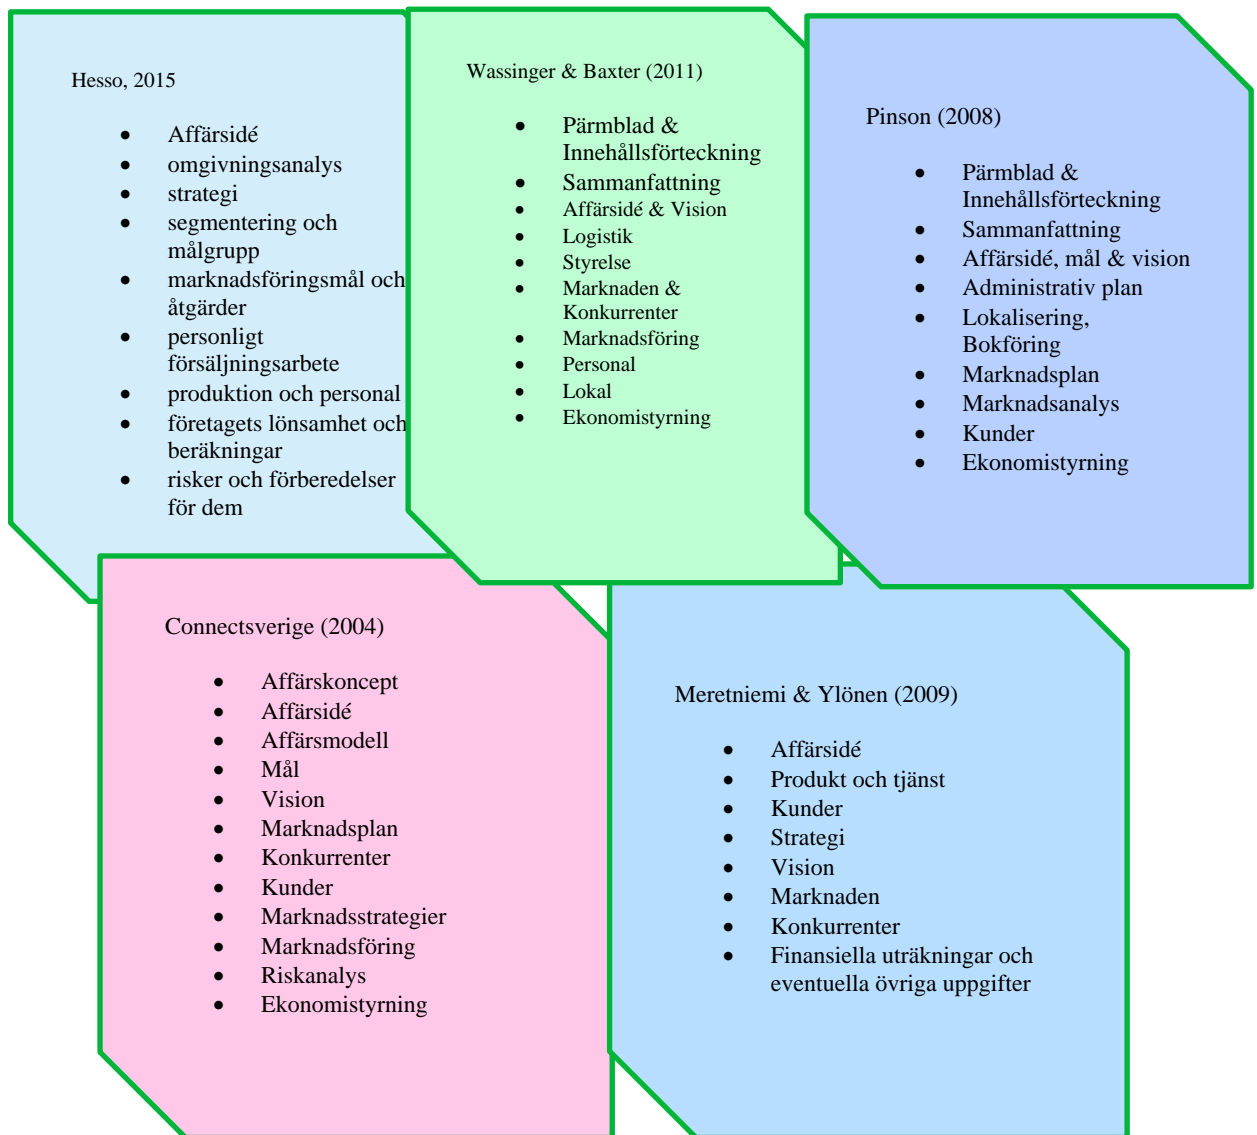 Hesso, 2015
• Affärsidé
• omgivningsanalys
• strategi
• segmentering och
målgrupp
• marknadsföringsmål och
åtgärder
• personligt
försäljningsarbete
• produktion och personal
• företagets lönsamhet och
beräkningar
• risker och förberedelser
för dem
Wassinger & Baxter (2011)
• Pärmblad &
Innehållsförteckning
• Sammanfattning
• Affärsidé & Vision
• Logistik
• Styrelse
• Marknaden &
Konkurrenter
• Marknadsföring
• Personal
• Lokal
• Ekonomistyrning
Pinson (2008)
• Pärmblad &
Innehållsförteckning
• Sammanfattning
• Affärsidé, mål & vision
• Administrativ plan
• Lokalisering,
Bokföring
• Marknadsplan
• Marknadsanalys
• Kunder
• Ekonomistyrning
Connectsverige (2004)
• Affärskoncept
• Affärsidé
• Affärsmodell
• Mål
• Vision
• Marknadsplan
• Konkurrenter
• Kunder
• Marknadsstrategier
• Marknadsföring
• Riskanalys
• Ekonomistyrning
Meretniemi & Ylönen (2009)
• Affärsidé
• Produkt och tjänst
• Kunder
• Strategi
• Vision
• Marknaden
• Konkurrenter
• Finansiella uträkningar och
eventuella övriga uppgifter